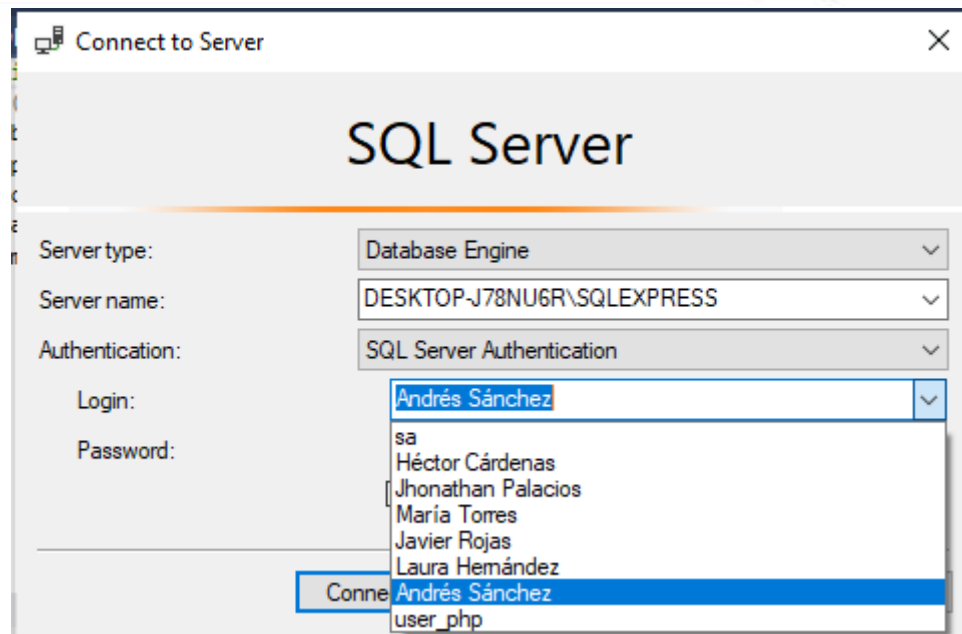 Connect to Server
SQL Server
Server type: Database Engine
Server name: DESKTOP-J78NU6R\SQLEXPRESS
Authentication: SQL Server Authentication
Login: Andrés Sánchez
Password:
sa
Héctor Cárdenas
Jhonathan Palacios
María Torres
Javier Rojas
Laura Hernández
Andrés Sánchez
user_php
Conne